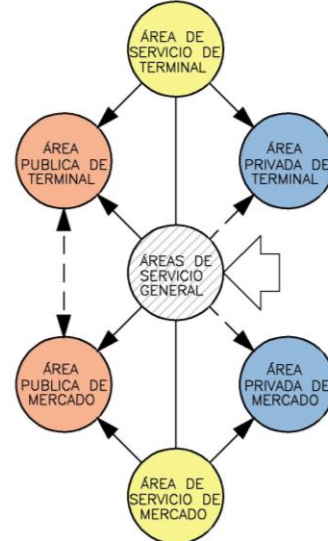 ÁREA DE
SERVICIO DE
TERMINAL
ÁREA
PUBLICA DE
TERMINAL
ÁREA
PRIVADA DE
TERMINAL
ÁREAS DE
SERVICIO
GENERAL
ÁREA
PUBLICA DE
MERCADO
ÁREA
PRIVADA DE
MERCADO
ÁREA DE
SERVICIO DE
MERCADO